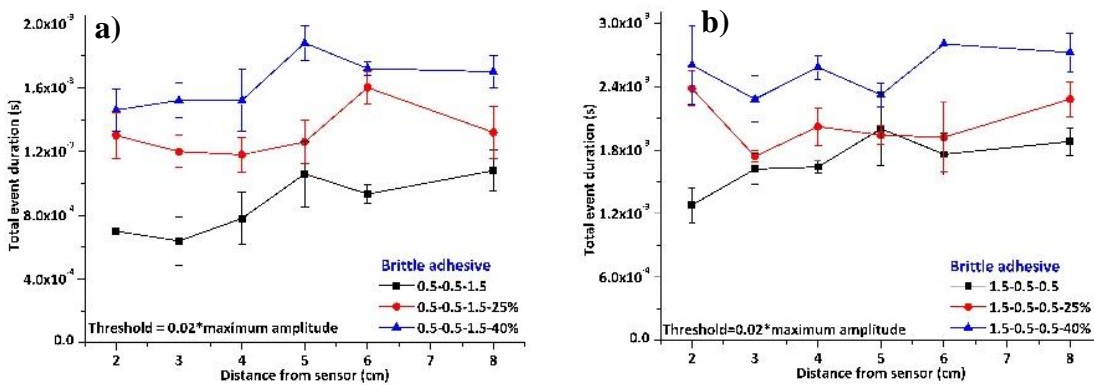 a)
2.0x10⁻³
1.6x10⁻³
1.2x10⁻³
8.0x10⁻⁴
4.0x10⁻⁴
0.0
Total event duration (s)
Brittle adhesive
0.5-0.5-1.5
0.5-0.5-1.5-25%
0.5-0.5-1.5-40%
Threshold = 0.02*maximum amplitude
2 3 4 5 6 7 8
Distance from sensor (cm)
b)
3.0x10⁻³
2.4x10⁻³
1.8x10⁻³
1.2x10⁻³
6.0x10⁻⁴
0.0
Total event duration (s)
Brittle adhesive
1.5-0.5-0.5
1.5-0.5-0.5-25%
1.5-0.5-0.5-40%
Threshold=0.02*maximum amplitude
2 3 4 5 6 7 8
Distance from sensor (cm)